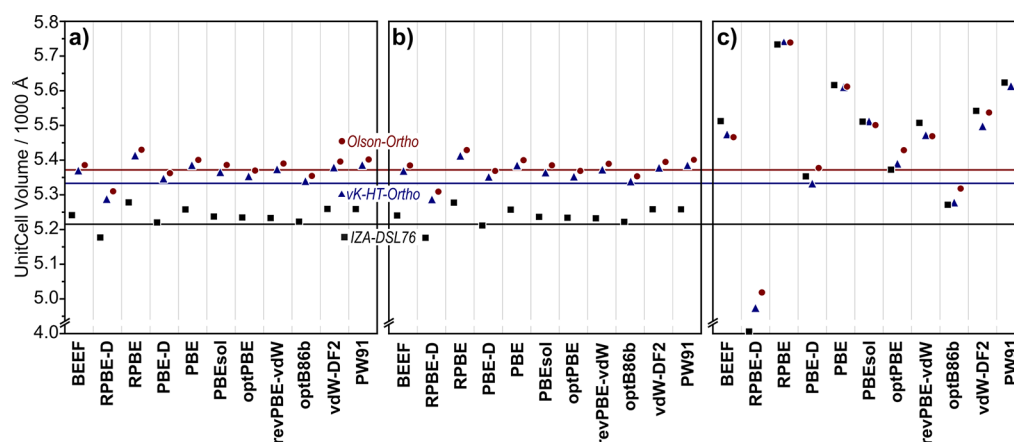 UnitCell Volume / 1000 Å
5.8
5.7
5.6
5.5
5.4
5.3
5.2
5.1
5.0
4.0
a)
b)
c)
Olson-Ortho
vK-HT-Ortho
IZA-DSL76
BEEF
RPBE-D
RPBE
PBE-D
PBE
PBEsol
optPBE
revPBE-vdW
optB86b
vdW-DF2
PW91
BEEF
RPBE-D
RPBE
PBE-D
PBE
PBEsol
optPBE
revPBE-vdW
optB86b
vdW-DF2
PW91
BEEF
RPBE-D
RPBE
PBE-D
PBE
PBEsol
optPBE
revPBE-vdW
optB86b
vdW-DF2
PW91